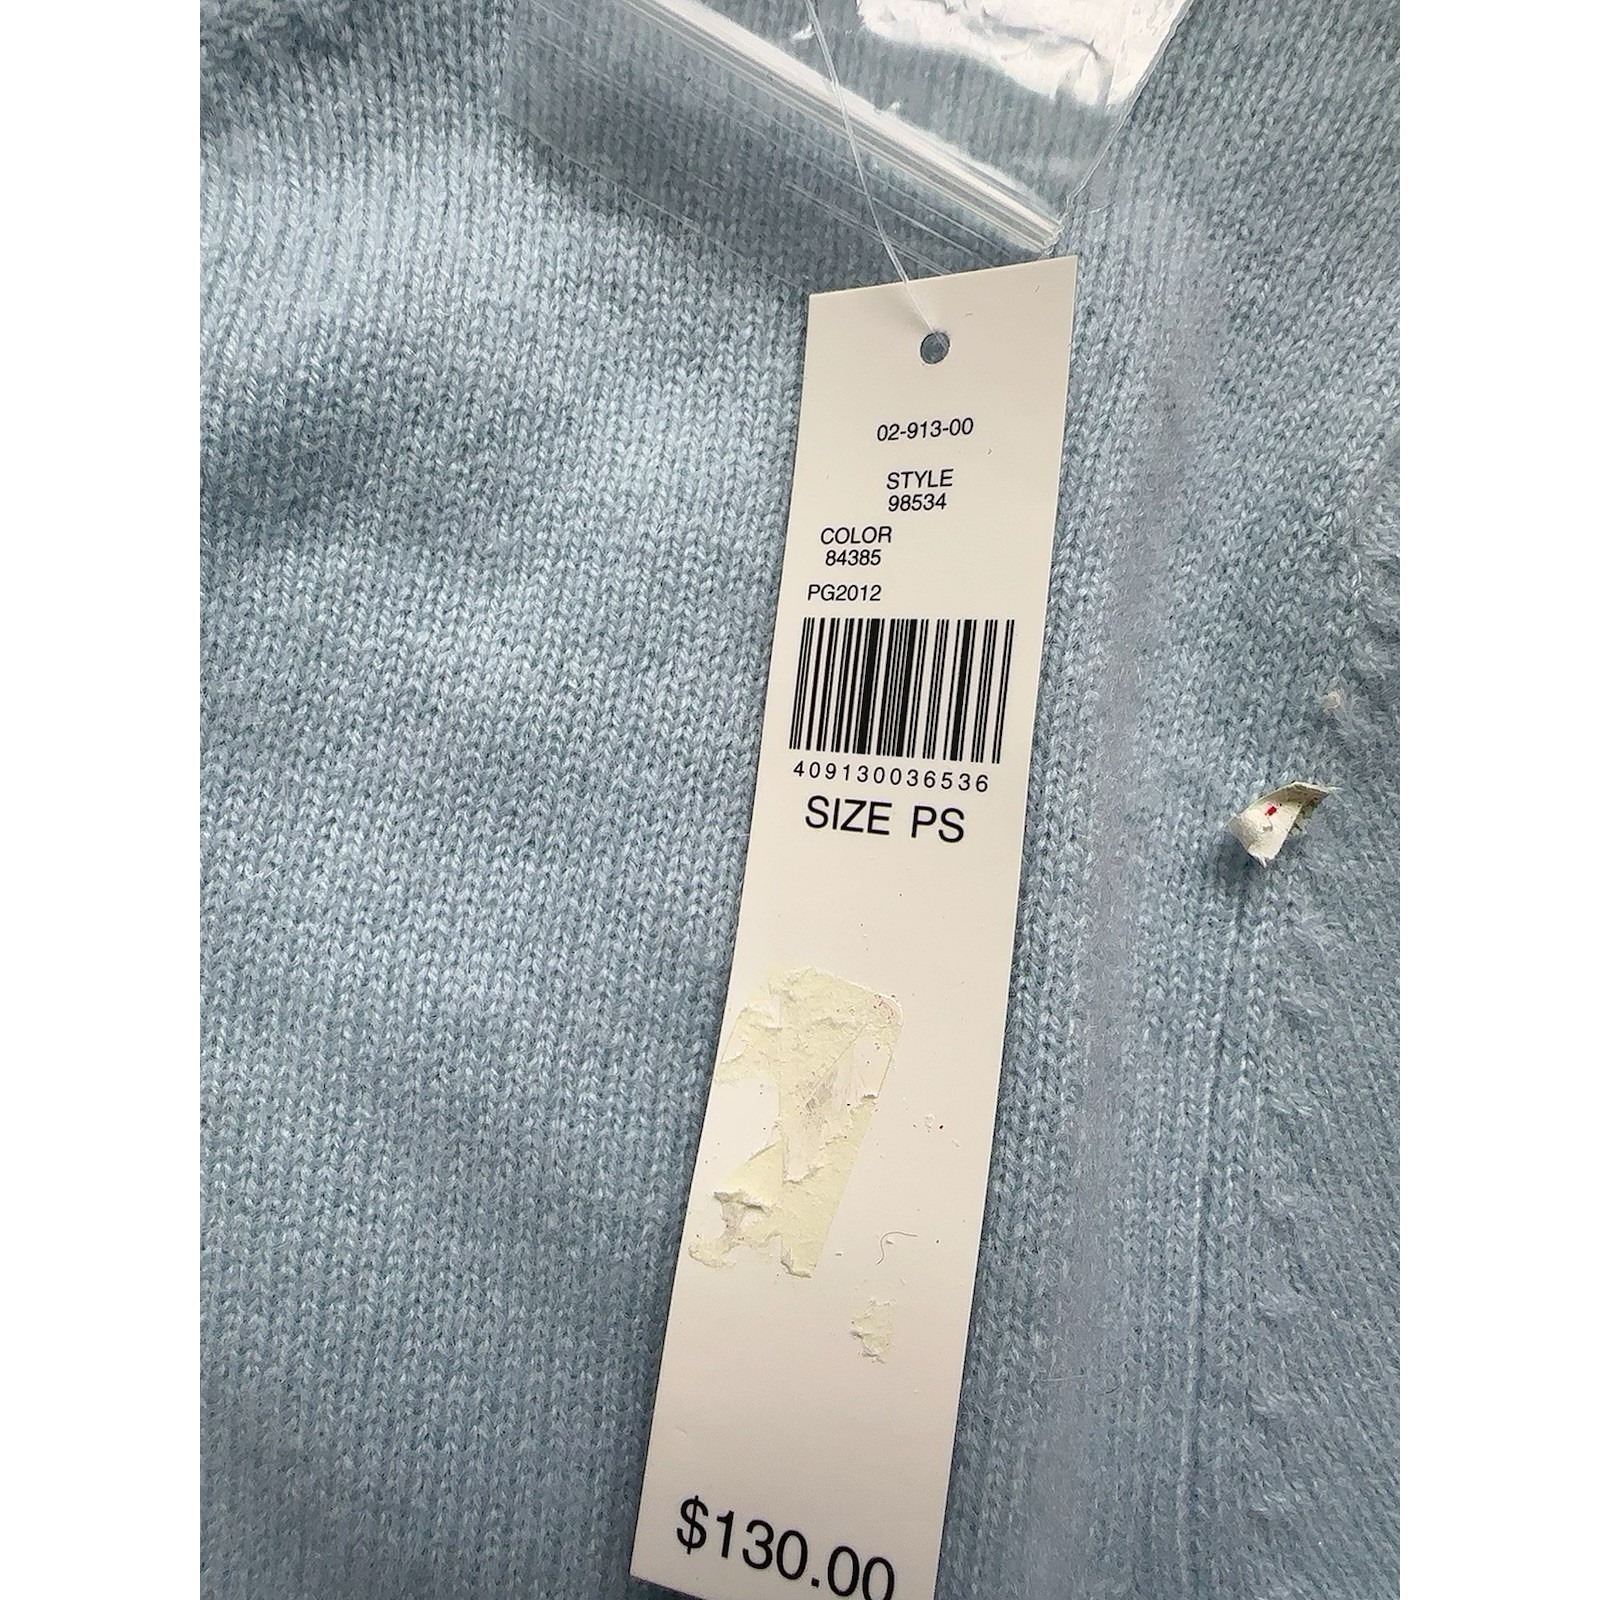 02-913-00
STYLE
98534
COLOR
84385
PG2012
409130036536
SIZE PS
$130.00